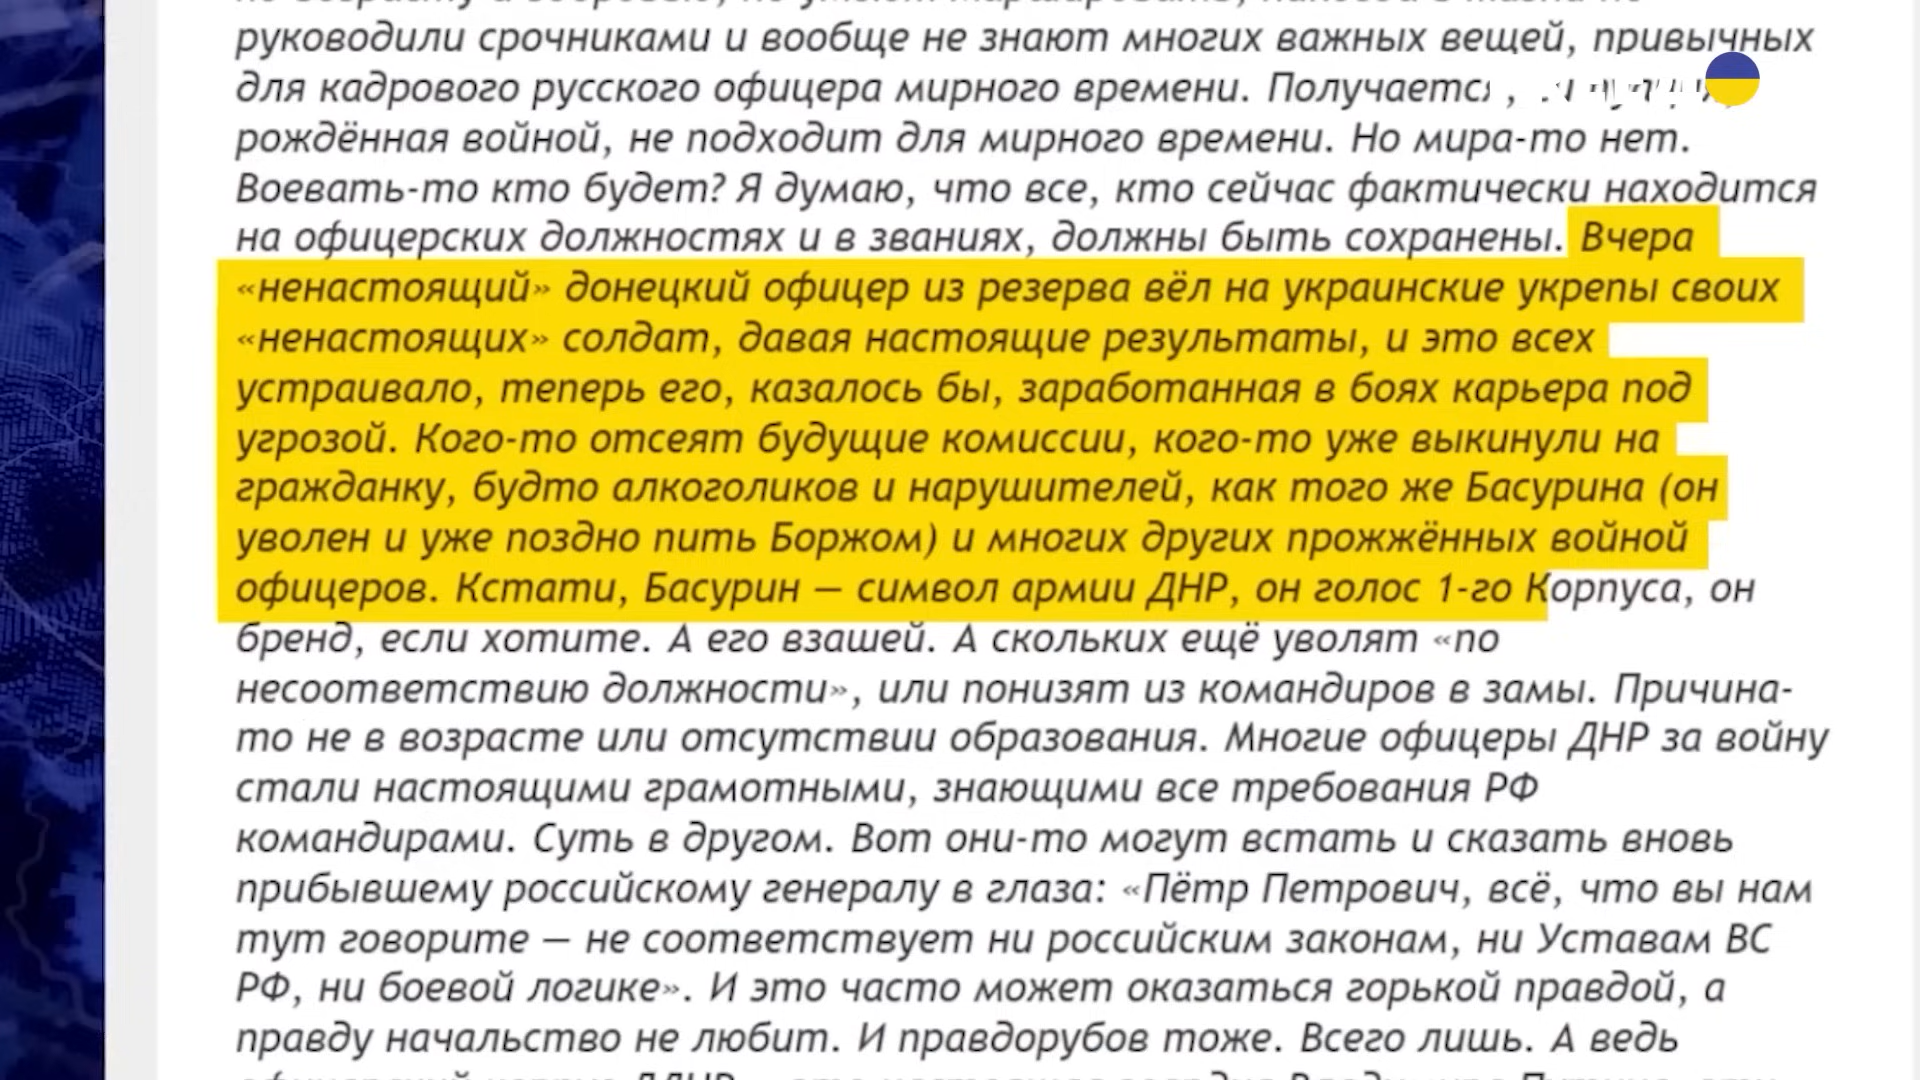 руководили срочниками и вообще не знают многих важных вещей, привычных
для кадрового русского офицера мирного времени. Получается,
рождённая войной, не подходит для мирного времени. Но мира-то нет.
Воевать-то кто будет? Я думаю, что все, кто сейчас фактически находится
на офицерских должностях и в званиях, должны быть сохранены. Вчера
«ненастоящий» донецкий офицер из резерва вёл на украинские укрепы своих
«ненастоящих» солдат, давая настоящие результаты, и это всех
устраивало, теперь его, казалось бы, заработанная в боях карьера под
угрозой. Кого-то отсеят будущие комиссии, кого-то уже выкинули на
гражданку, будто алкоголиков и нарушителей, как того же Басурина (он
уволен и уже поздно пить Боржом) и многих других прожжённых войной
офицеров. Кстати, Басурин — символ армии ДНР, он голос 1-го Корпуса, он
бренд, если хотите. А его взашей. А скольких ещё уволят «по
несоответствию должности», или понизят из командиров в замы. Причина-
то не в возрасте или отсутствии образования. Многие офицеры ДНР за войну
стали настоящими грамотными, знающими все требования РФ
командирами. Суть в другом. Вот они-то могут встать и сказать вновь
прибывшему российскому генералу в глаза: «Пётр Петрович, всё, что вы нам
тут говорите — не соответствует ни российским законам, ни Уставам ВС
РФ, ни боевой логике». И это часто может оказаться горькой правдой, а
правду начальство не любит. И правдорубов тоже. Всего лишь. А ведь